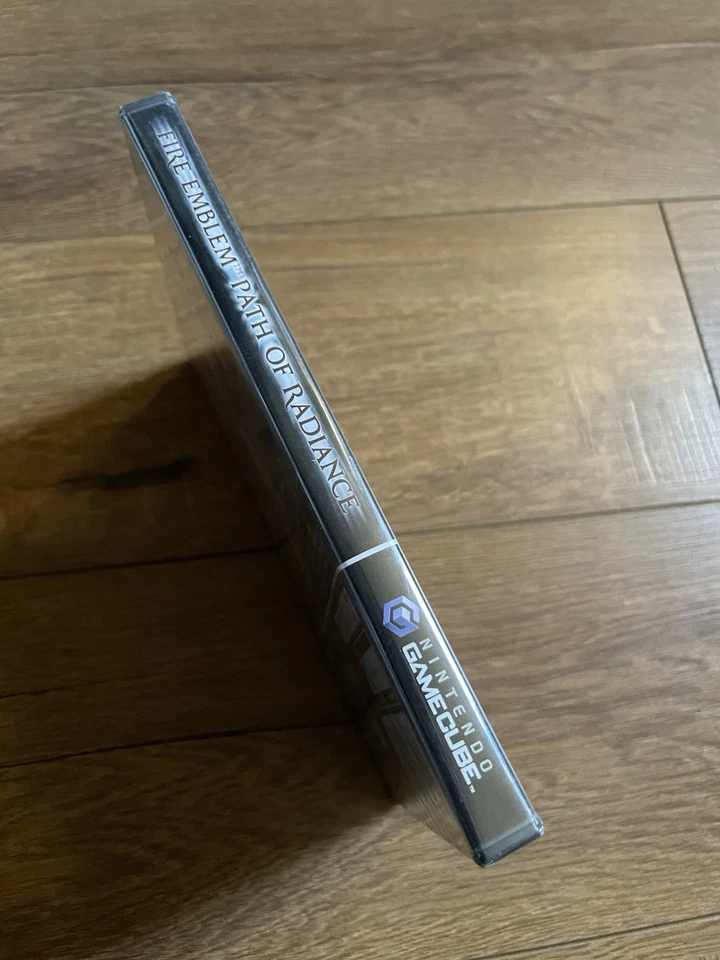 FIRE EMBLEM™ PATH OF RADIANCE
NINTENDO
GAMECUBE™